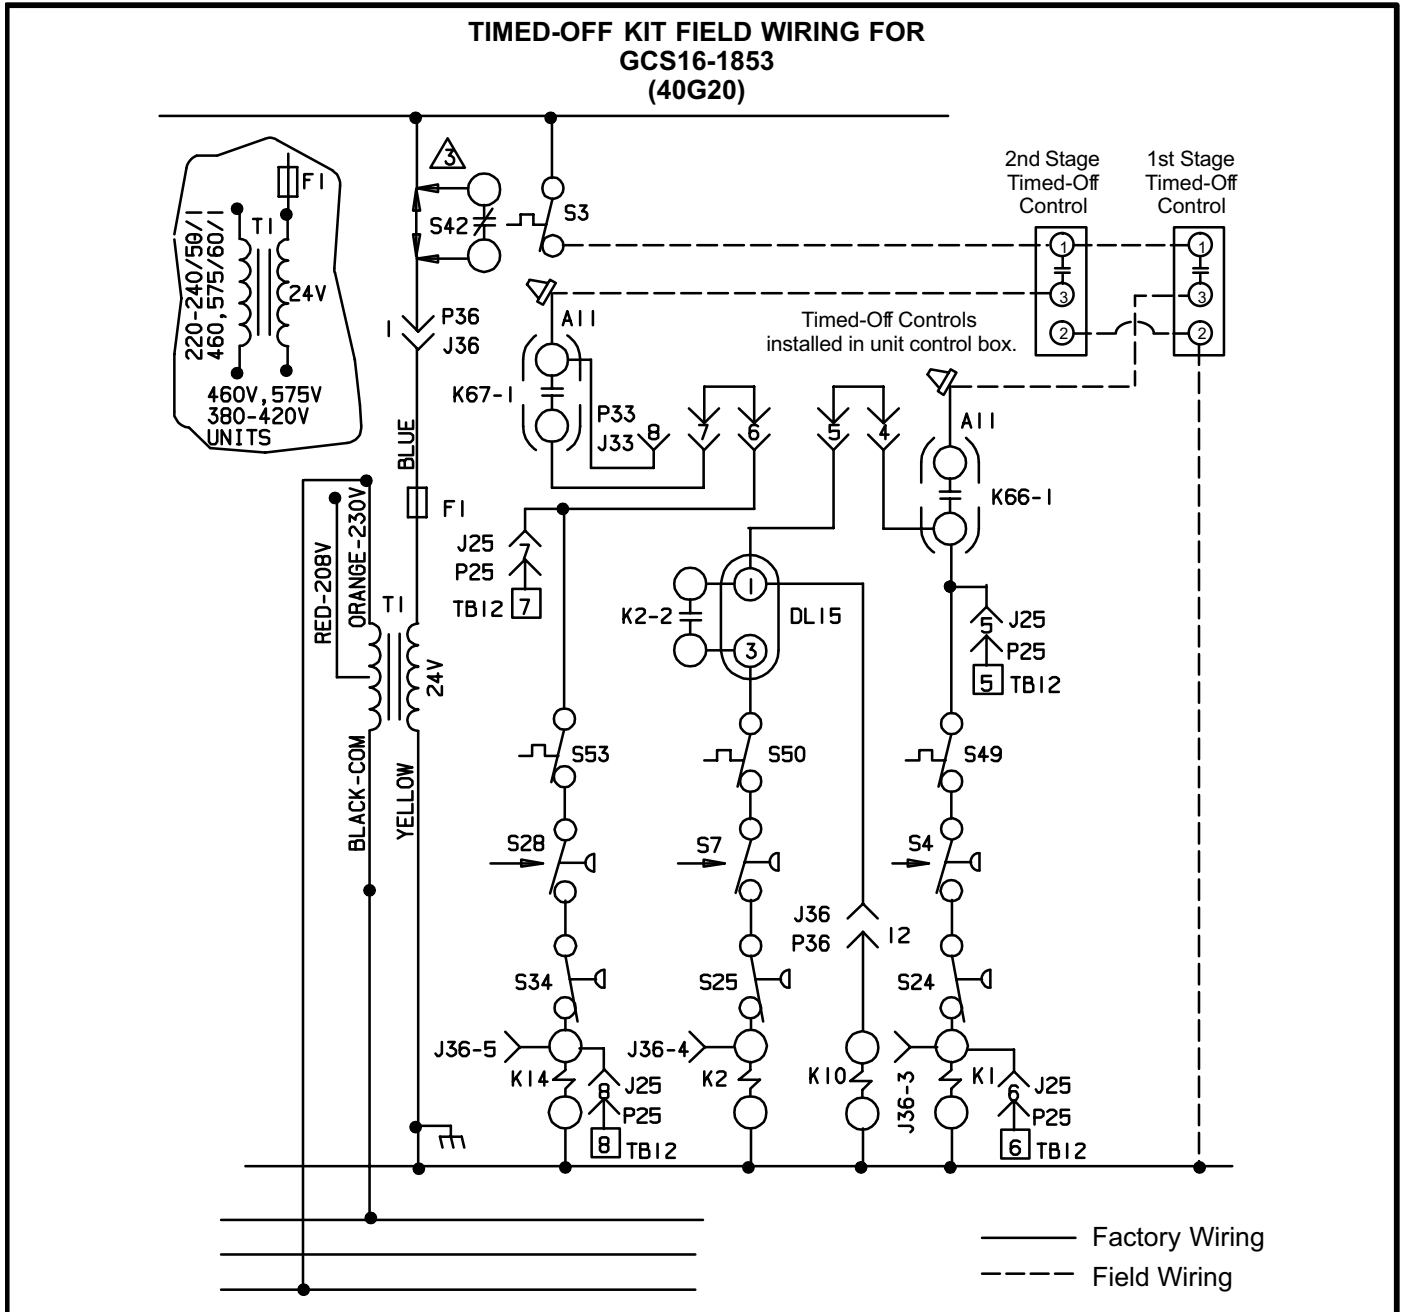 TIMED-OFF KIT FIELD WIRING FOR
GCS16-1853
(40G20)
2nd Stage
Timed-Off
Control
1st Stage
Timed-Off
Control
3
F1
T1
S42
S3
220-240/50/1
460,575/60/1
24V
1
1
3
3
2
2
460V,575V
380-420V
UNITS
1
P36
J36
A11
Timed-Off Controls
installed in unit control box.
K67-1
P33
J33
8
7
6
5
4
A11
BLUE
K66-1
F1
RED-208V
ORANGE-230V
J25
7
P25
TB12
7
T1
24V
K2-2
1
3
DL15
J25
5
P25
5
TB12
BLACK-COM
YELLOW
S53
S50
S49
S28
S7
S4
J36
P36
12
S34
S25
S24
J36-5
K14
J25
8
P25
8
TB12
J36-4
K2
K10
J36-3
K1
J25
6
P25
6
TB12
Factory Wiring
Field Wiring